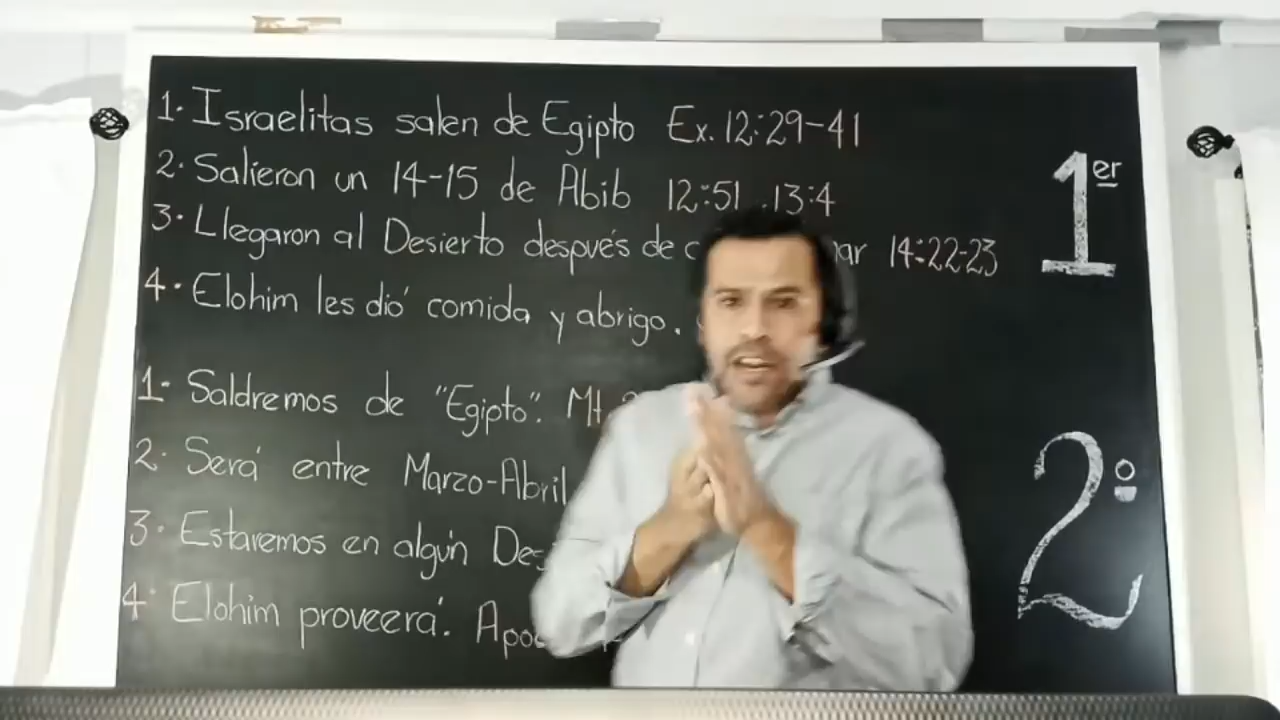 1. Israelitas salen de Egipto Ex. 12:29-41
2. Salieron un 14-15 de Abib 12:51 13:4
3. Llegaron al Desierto después de 14:22-23
4. Elohim les dió comida y abrigo.
1er
1- Saldremos de "Egipto". Mt.
2. Será entre Marzo-Abril
3. Estaremos en algún
4. Elohim proveerá.
2º